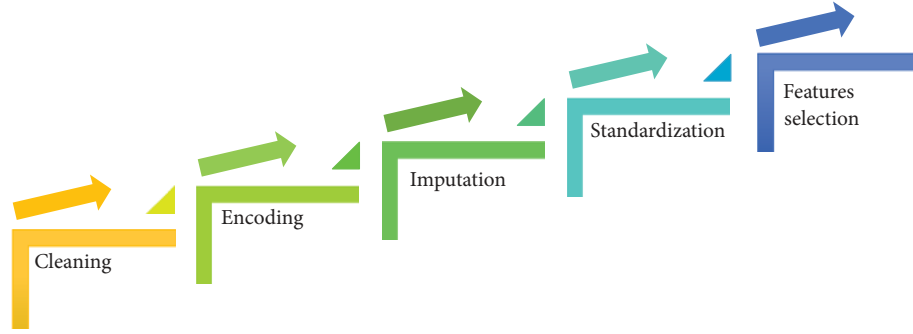 Cleaning
Encoding
Imputation
Standardization
Features
selection